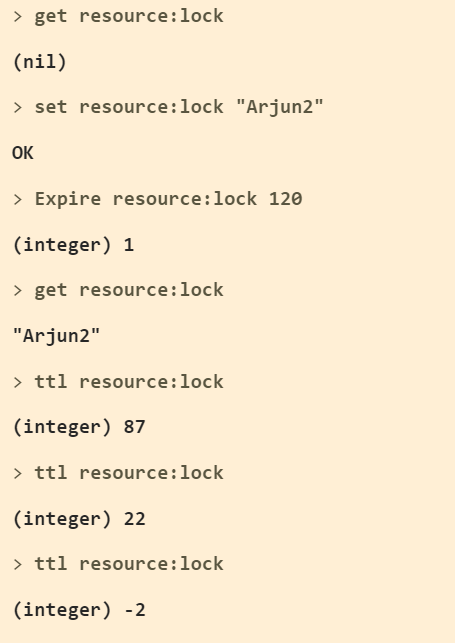 > get resource:lock
(nil)
> set resource:lock "Arjun2"
OK
> Expire resource:lock 120
(integer) 1
> get resource:lock
"Arjun2"
> ttl resource:lock
(integer) 87
> ttl resource:lock
(integer) 22
> ttl resource:lock
(integer) -2